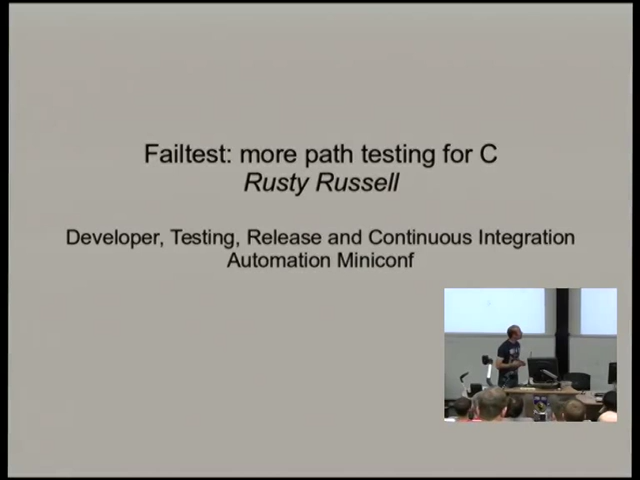 Failtest: more path testing for C
Rusty Russell
Developer, Testing, Release and Continuous Integration
Automation Miniconf